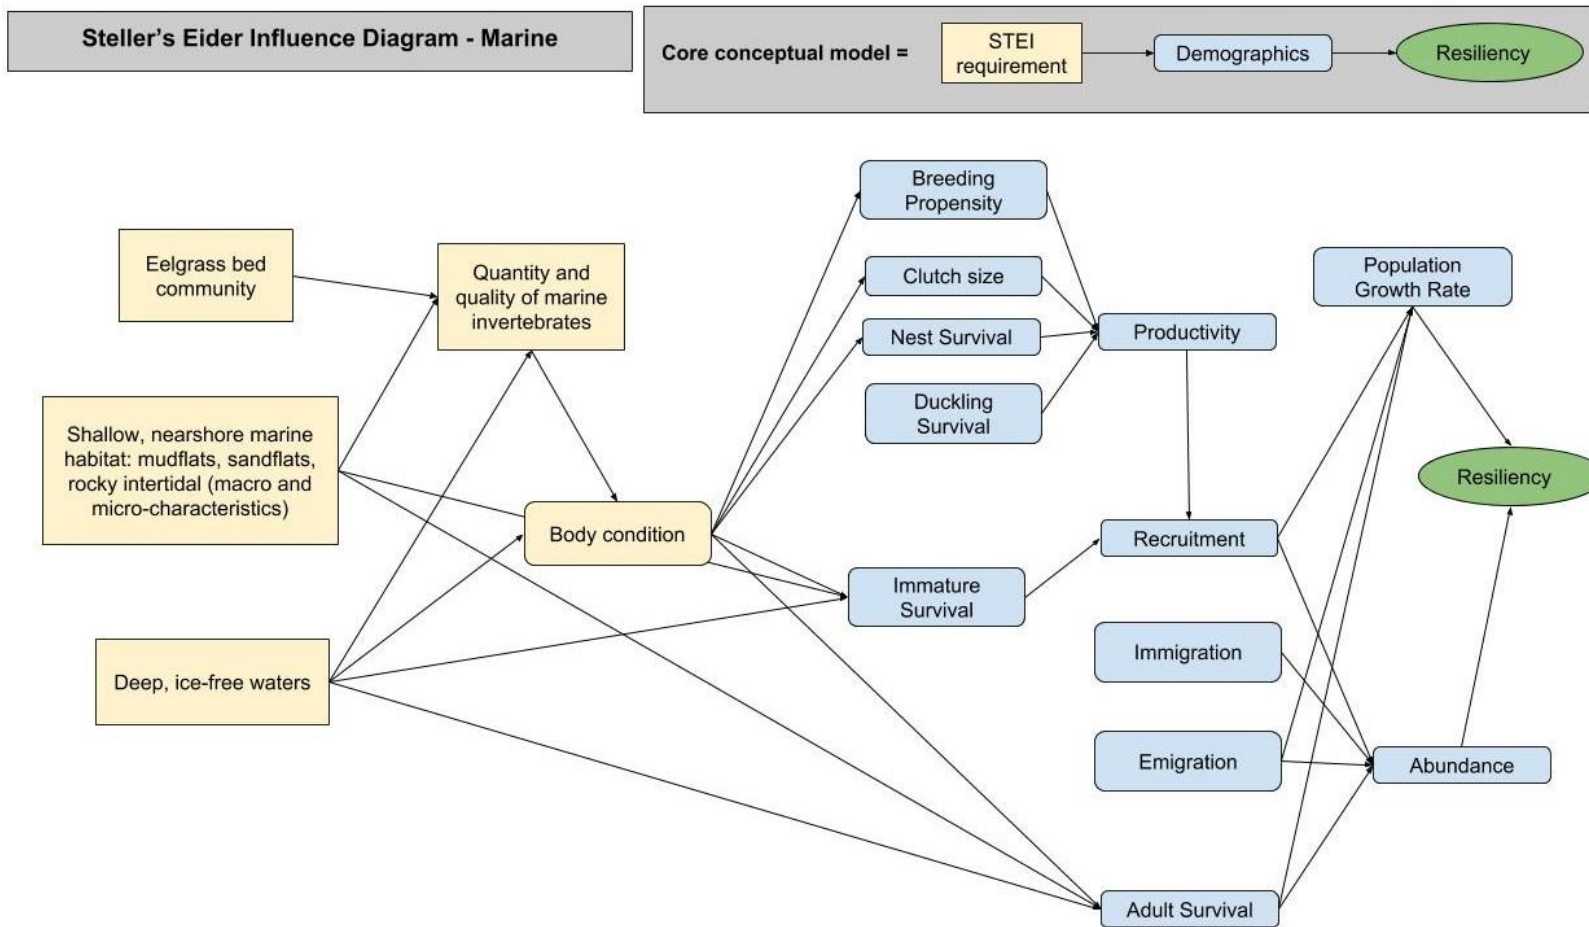 Steller’s Eider Influence Diagram - Marine
Core conceptual model =
STEI
requirement
Demographics
Resiliency
Breeding
Propensity
Eelgrass bed
community
Quantity and
quality of marine
invertebrates
Clutch size
Population
Growth Rate
Nest Survival
Productivity
Duckling
Survival
Shallow, nearshore marine
habitat: mudflats, sandflats,
rocky intertidal (macro and
micro-characteristics)
Resiliency
Body condition
Recruitment
Immature
Survival
Immigration
Deep, ice-free waters
Emigration
Abundance
Adult Survival